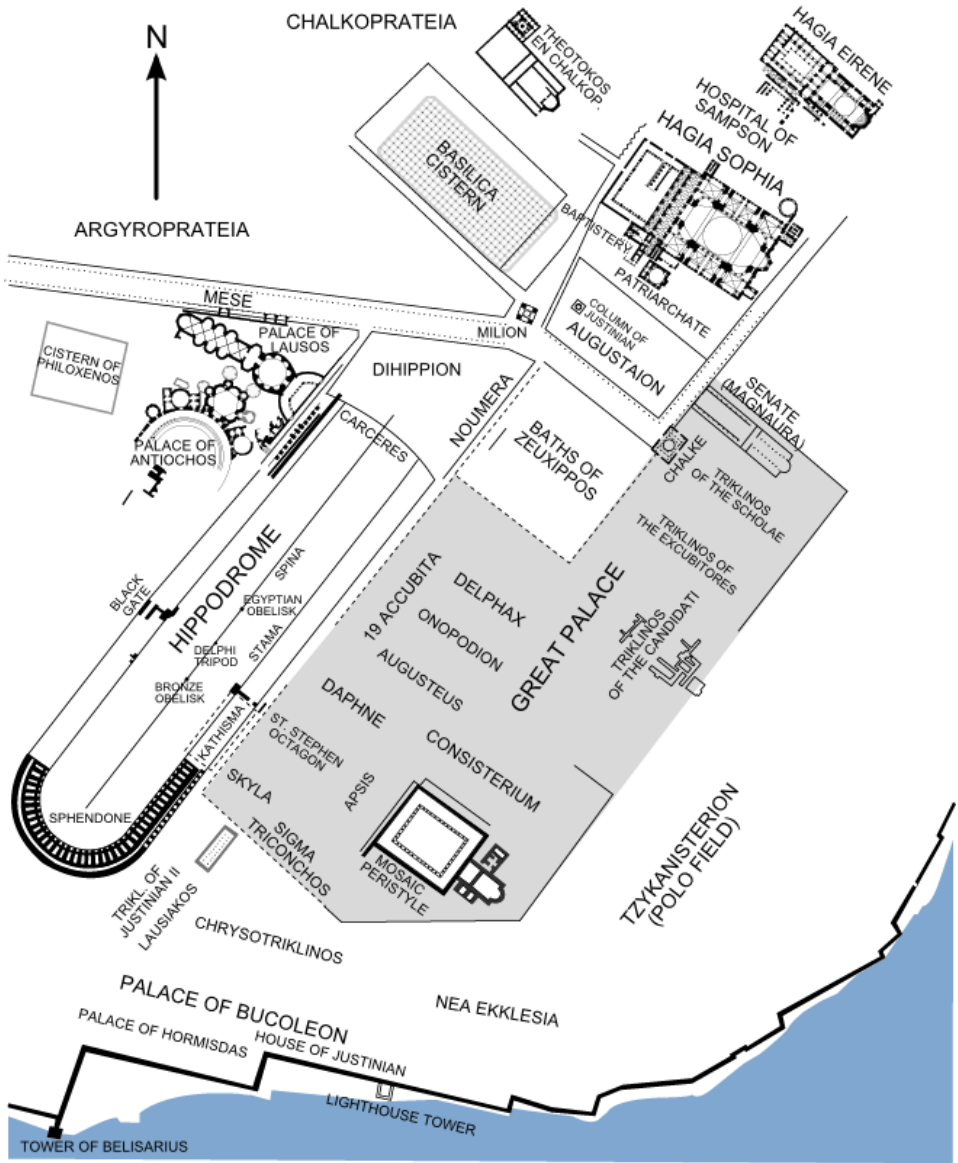 CHALKOPRATEIA
N
THEOTOKOS
EN CHALKOP.
HAGIA EIRENE
HOSPITAL OF
SAMPSON
HAGIA SOPHIA
BASILICA
CISTERN
BAPTISTERY
PATRIARCHATE
ARGYROPRATEIA
MESE
MILION
COLUMN OF
JUSTINIAN
AUGUSTAION
PALACE OF
LAUSOS
CISTERN OF
PHILOXENOS
DIHIPPION
NOUMERA
SENATE
(MAGNAURA)
CARCERES
BATHS OF
ZEUXIPPOS
CHALKE
PALACE OF
ANTIOCHOS
TRIKLINOS
OF THE SCHOLAE
TRIKLINOS OF
THE EXCUBITORES
HIPPODROME
SPINA
BLACK
GATE
EGYPTIAN
OBELISK
STAMA
DELPHI
TRIPOD
BRONZE
OBELISK
19 ACCUBITA
DELPHAX
ONOPODION
GREAT PALACE
TRIKLINOS
OF THE CANDIDATI
AUGUSTEUS
DAPHNE
KATHISMA
ST. STEPHEN
OCTAGON
CONSISTERIUM
APSIS
SKYLA
SPHENDONE
SIGMA
TRICONCHOS
MOSAIC
PERISTYLE
TZYKANISTERION
(POLO FIELD)
TRIKL. OF
JUSTINIAN II
LAUSIAKOS
CHRYSOTRIKLINOS
PALACE OF BUCOLEON
NEA EKKLESIA
PALACE OF HORMISDAS
HOUSE OF JUSTINIAN
LIGHTHOUSE TOWER
TOWER OF BELISARIUS